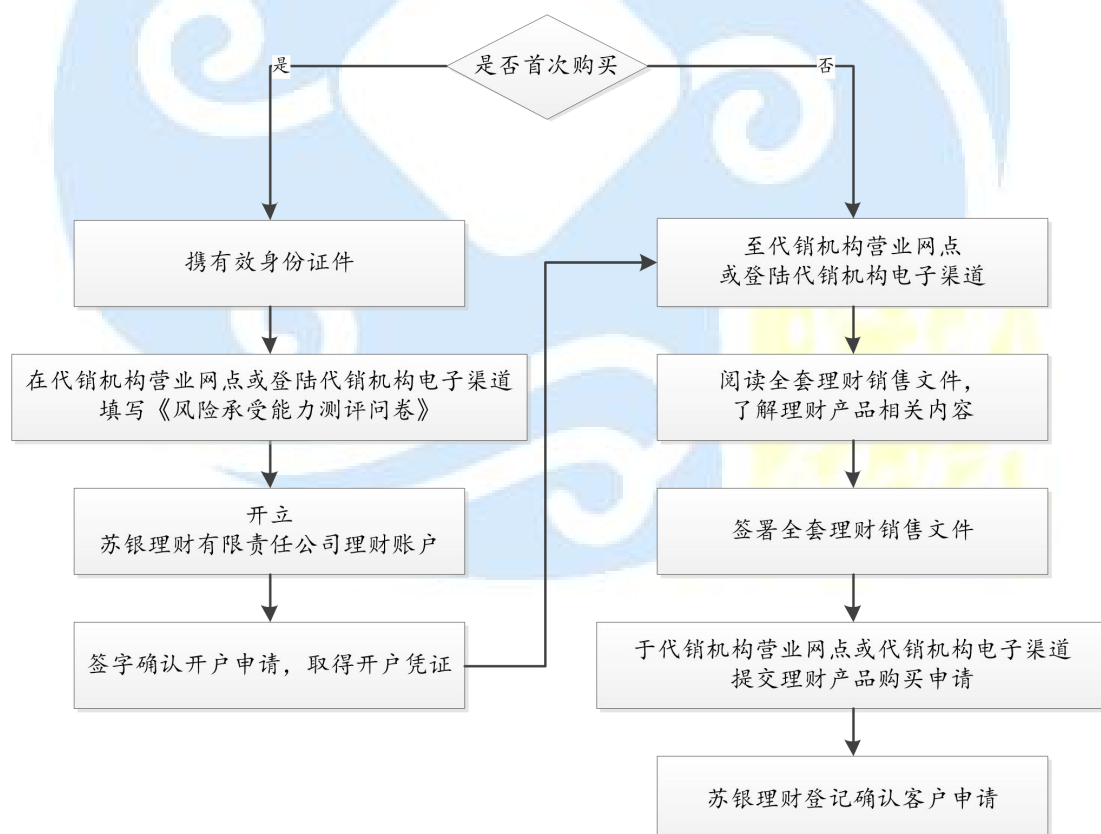 是否首次购买
是
否
携有效身份证件
在代销机构营业网点或登陆代销机构电子渠道
填写《风险承受能力测评问卷》
开立
苏银理财有限责任公司理财账户
签字确认开户申请，取得开户凭证
至代销机构营业网点
或登陆代销机构电子渠道
阅读全套理财销售文件，
了解理财产品相关内容
签署全套理财销售文件
于代销机构营业网点或代销机构电子渠道
提交理财产品购买申请
苏银理财登记确认客户申请